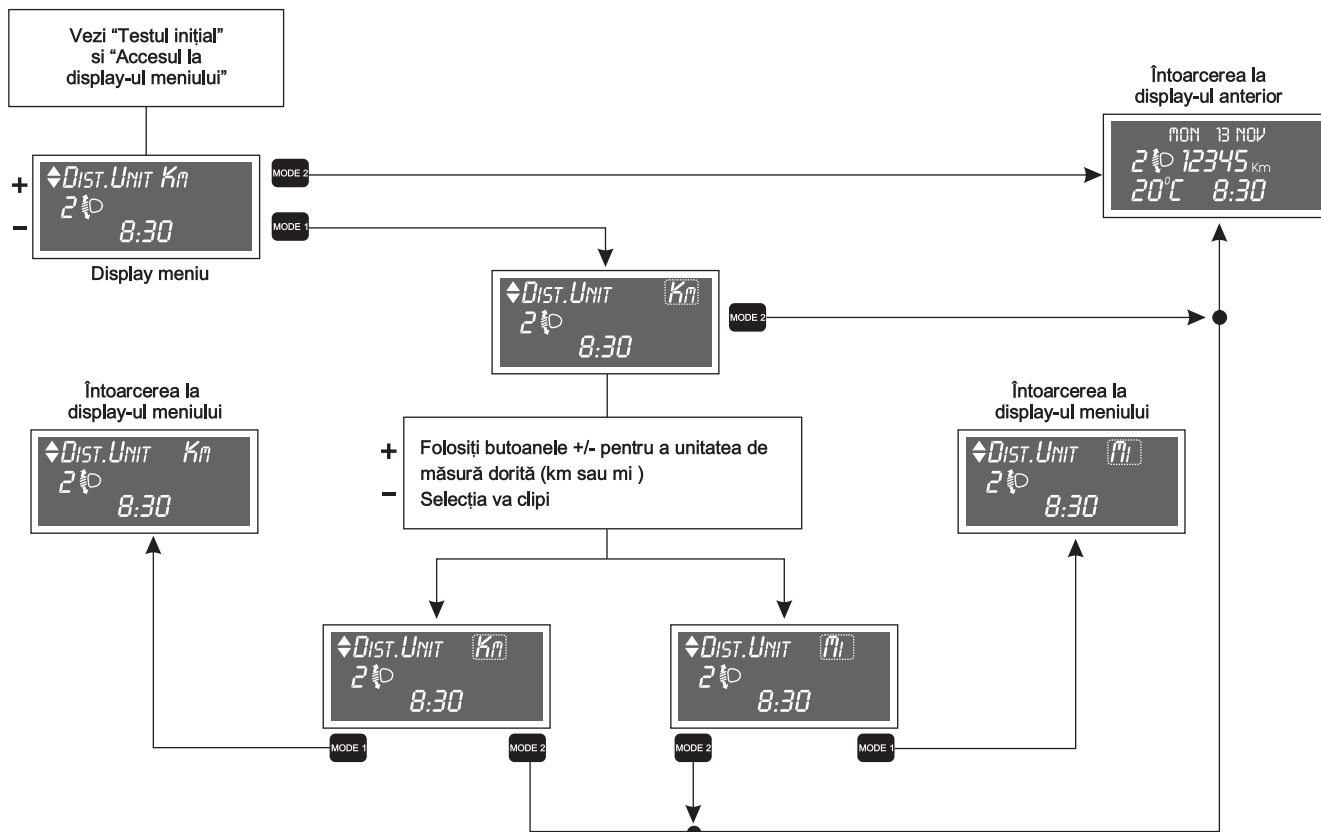 Vezi “Testul inițial”
si “Accesul la
display-ul meniului”
Întoarcerea la
display-ul anterior
MON 13 NOV
2 12345 Km
20°C 8:30
+
DIST.UNIT Km
2
8:30
–
MODE 2
MODE 1
Display meniu
DIST.UNIT Km
2
8:30
MODE 2
Întoarcerea la
display-ul meniului
DIST.UNIT Km
2
8:30
+
Folosiți butoanele +/- pentru a unitatea de
măsură dorită (km sau mi )
–
Selecția va clipi
Întoarcerea la
display-ul meniului
DIST.UNIT Mi
2
8:30
DIST.UNIT Km
2
8:30
MODE 1
MODE 2
DIST.UNIT Mi
2
8:30
MODE 2
MODE 1